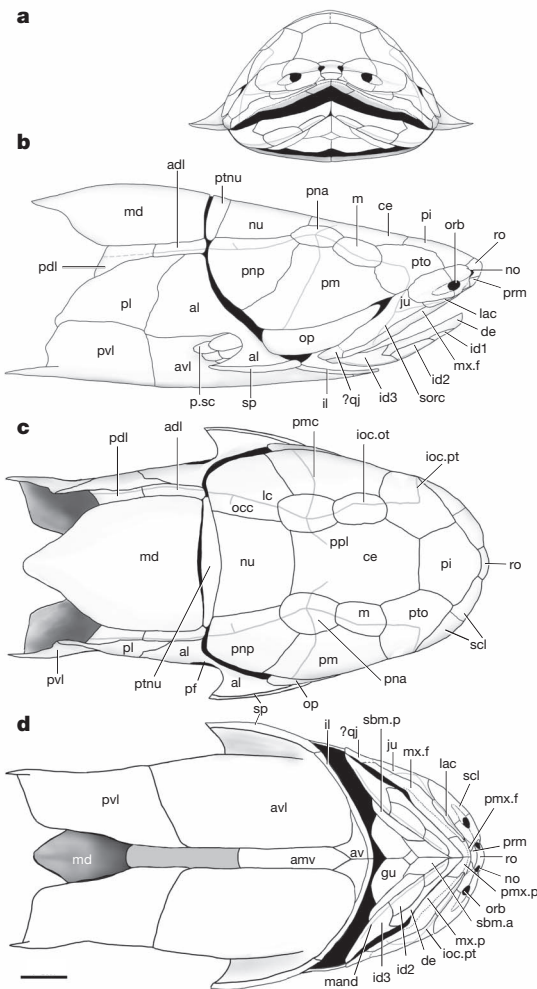 a
b
adl
ptnu
md
nu
pna
m
ce
pi
orb
ro
pto
no
pdl
pnp
pm
ju
prm
pl
al
lac
op
de
pvl
avl
al
id1
mx.f
id2
p.sc
sp
il
?qj
id3
sorc
c
pmc
pdl
adl
ioc.ot
ioc.pt
lc
occ
ppl
md
nu
ce
pi
ro
m
pto
pl
al
pnp
pm
scl
pvl
ptnu
pf
al
pna
sp
op
d
sbm.p
il
?qj
ju
mx.f
lac
scl
pvl
avl
pmx.f
prm
md
amv
av
ro
gu
no
pmx.p
orb
sbm.a
mx.p
ioc.pt
de
id2
id3
mand